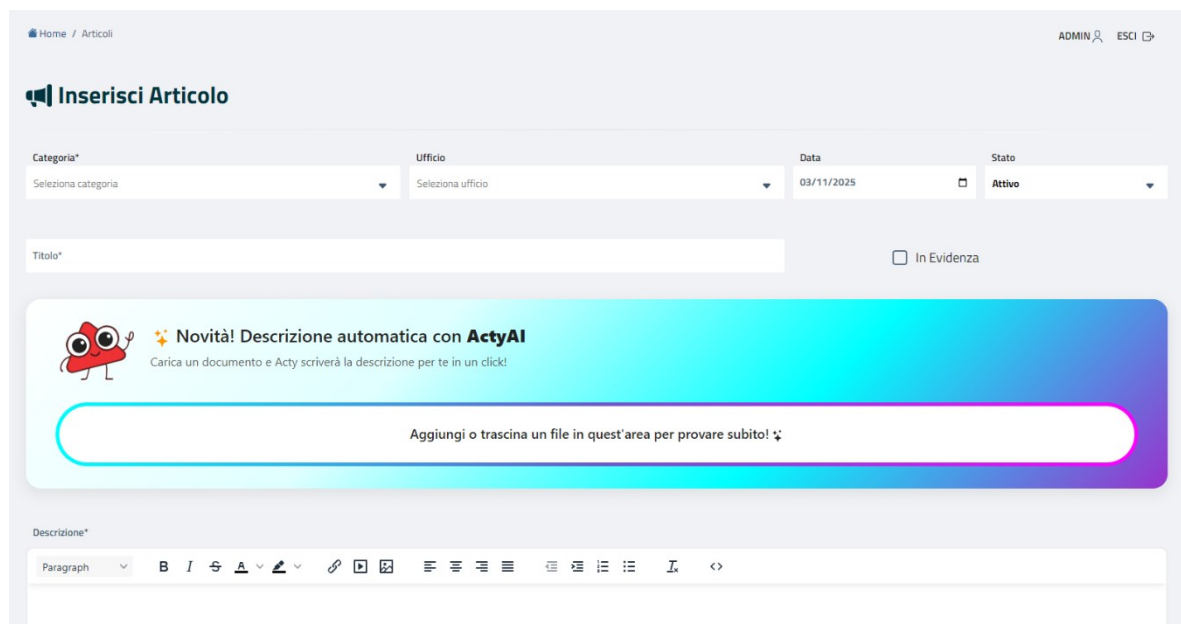 Home / Articoli
ADMIN ESCI
Inserisci Articolo
Categoria* Ufficio Data Stato
Seleziona categoria Seleziona ufficio 03/11/2025 Attivo
Titolo* In Evidenza
Novità! Descrizione automatica con ActyAI
Carica un documento e Acty scriverà la descrizione per te in un click!
Aggiungi o trascina un file in quest'area per provare subito!
Descrizione*
Paragraph B I S A